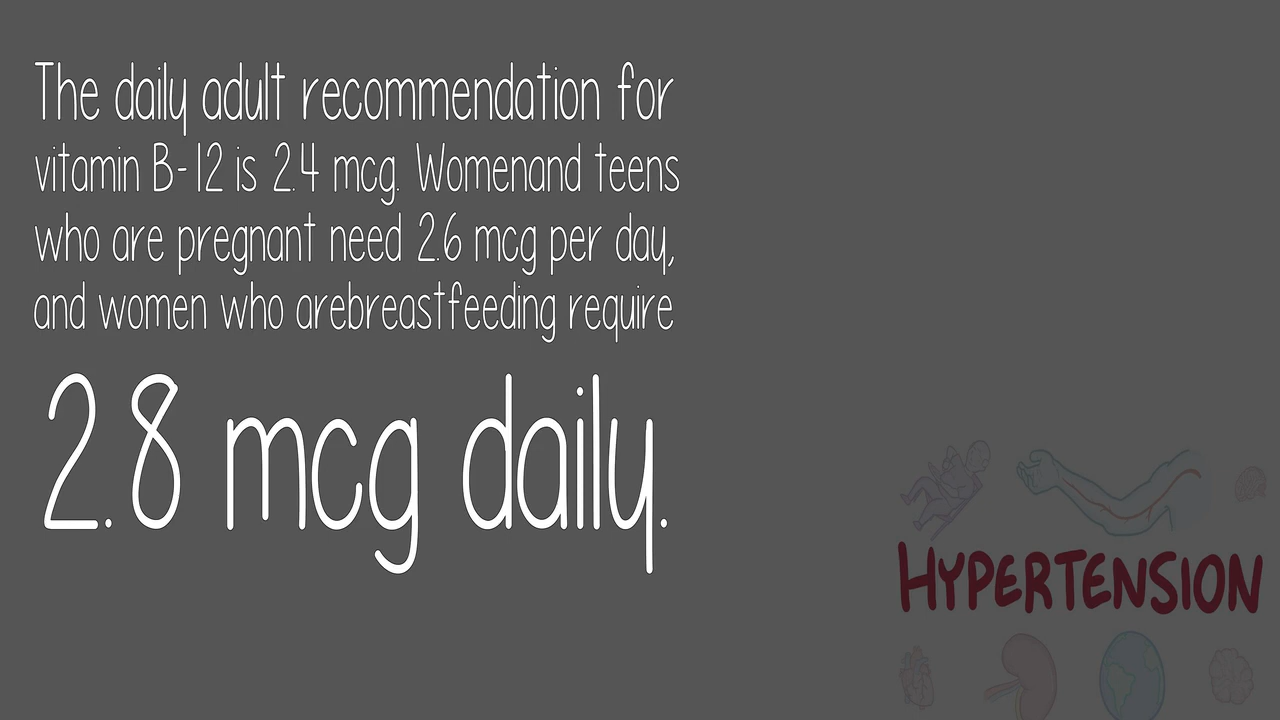 The daily adult recommendation for
vitamin B-12 is 2.4 mcg. Womenand teens
who are pregnant need 2.6 mcg per day,
and women who arebreastfeeding require
2.8 mcg daily.
HYPERTENSION